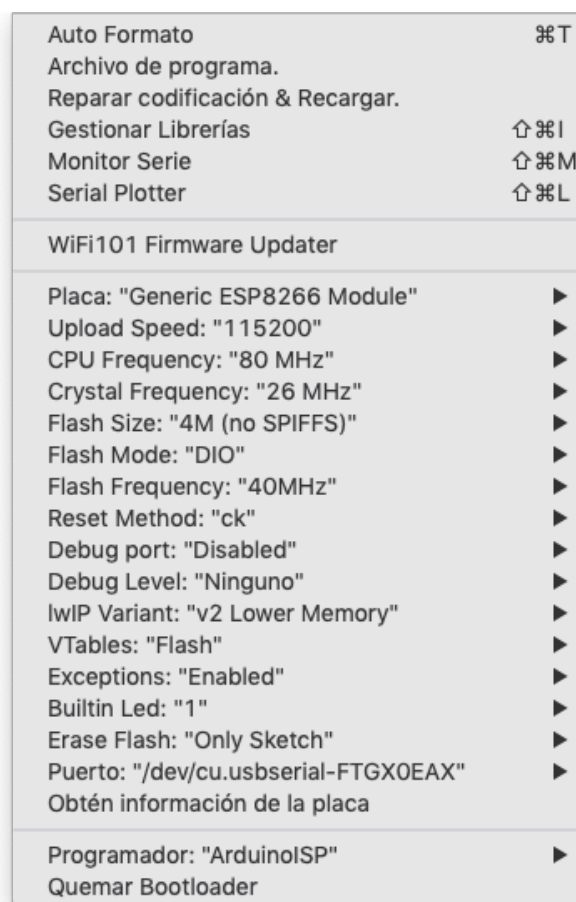 Auto Formato ⌘T
Archivo de programa.
Reparar codificación & Recargar.
Gestionar Librerías ⇧⌘I
Monitor Serie ⇧⌘M
Serial Plotter ⇧⌘L
WiFi101 Firmware Updater
Placa: "Generic ESP8266 Module"
Upload Speed: "115200"
CPU Frequency: "80 MHz"
Crystal Frequency: "26 MHz"
Flash Size: "4M (no SPIFFS)"
Flash Mode: "DIO"
Flash Frequency: "40MHz"
Reset Method: "ck"
Debug port: "Disabled"
Debug Level: "Ninguno"
lwIP Variant: "v2 Lower Memory"
VTables: "Flash"
Exceptions: "Enabled"
Builtin Led: "1"
Erase Flash: "Only Sketch"
Puerto: "/dev/cu.usbserial-FTGX0EAX"
Obtén información de la placa
Programador: "ArduinoISP"
Quemar Bootloader